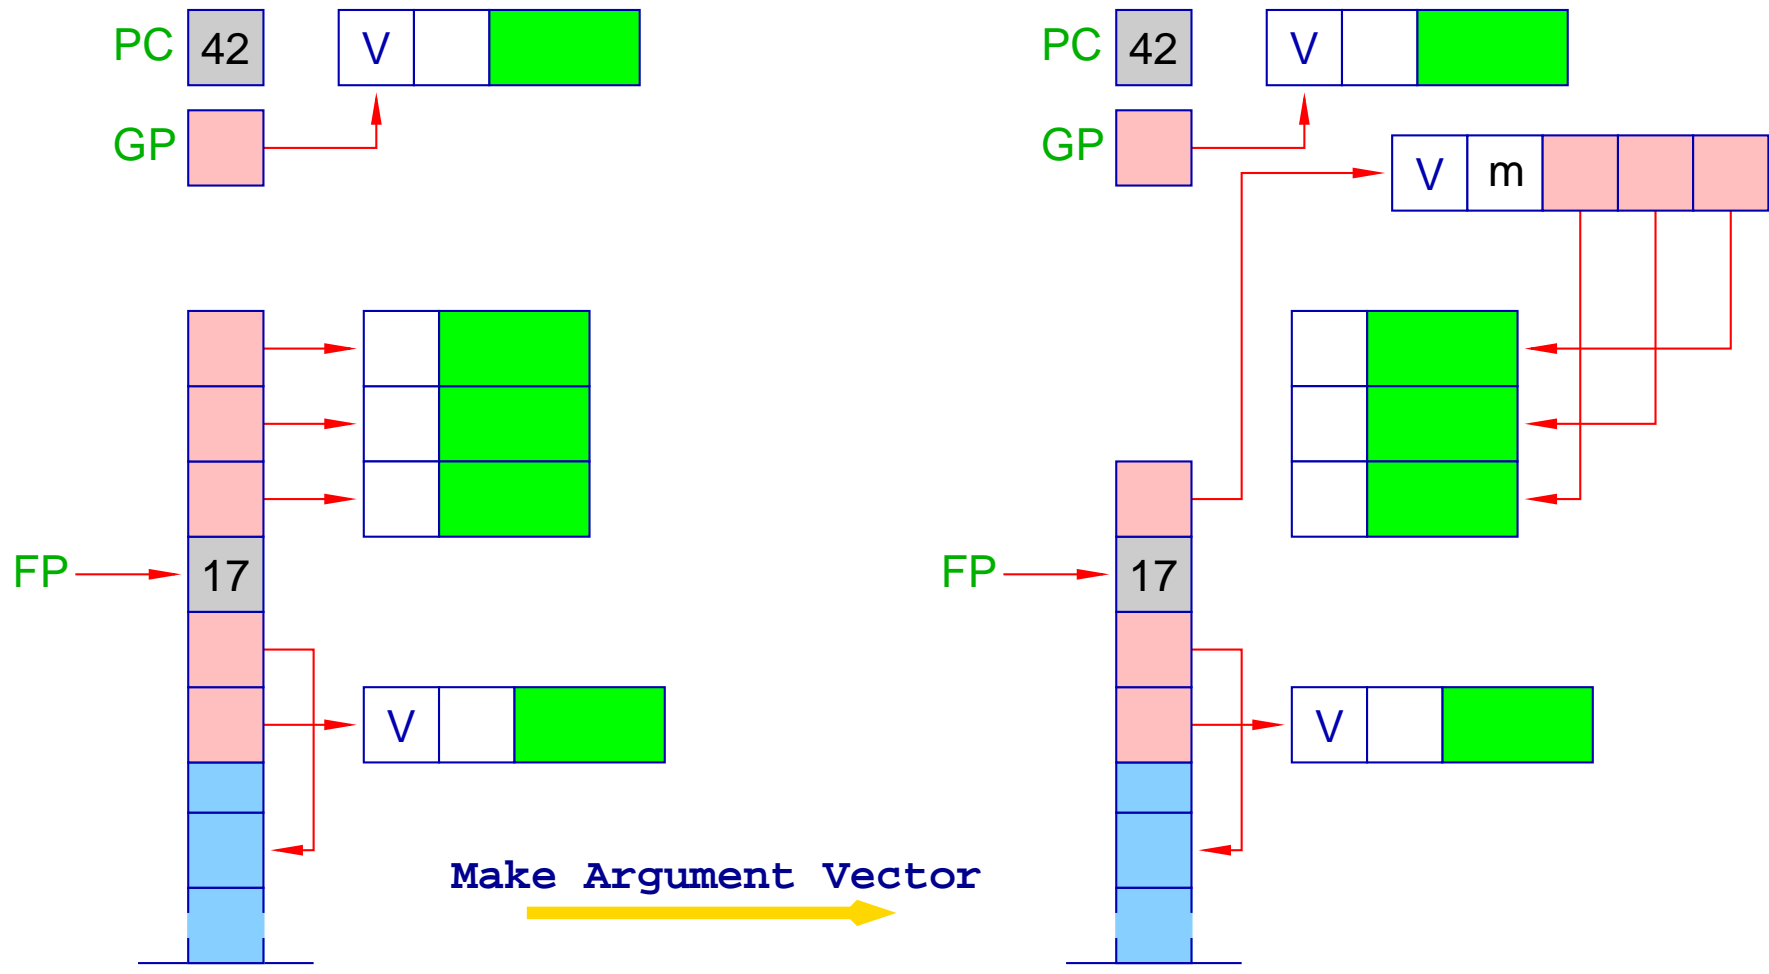 PC 42 V
GP
FP 17
V
Make Argument Vector
PC 42 V
GP
V m
FP 17
V